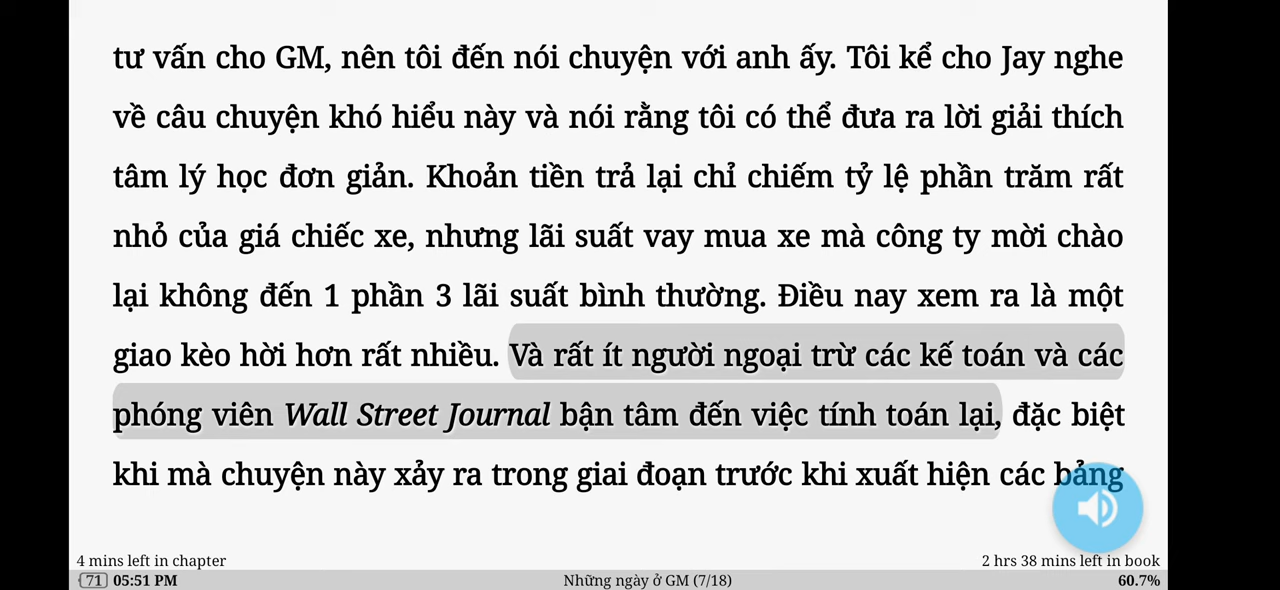 tư vấn cho GM, nên tôi đến nói chuyện với anh ấy. Tôi kể cho Jay nghe
về câu chuyện khó hiểu này và nói rằng tôi có thể đưa ra lời giải thích
tâm lý học đơn giản. Khoản tiền trả lại chỉ chiếm tỷ lệ phần trăm rất
nhỏ của giá chiếc xe, nhưng lãi suất vay mua xe mà công ty mời chào
lại không đến 1 phần 3 lãi suất bình thường. Điều nay xem ra là một
giao kèo hời hơn rất nhiều. Và rất ít người ngoại trừ các kế toán và các
phóng viên Wall Street Journal bận tâm đến việc tính toán lại, đặc biệt
khi mà chuyện này xảy ra trong giai đoạn trước khi xuất hiện các bảng
4 mins left in chapter 2 hrs 38 mins left in book
71 05:51 PM Những ngày ở GM (7/18) 60.7%